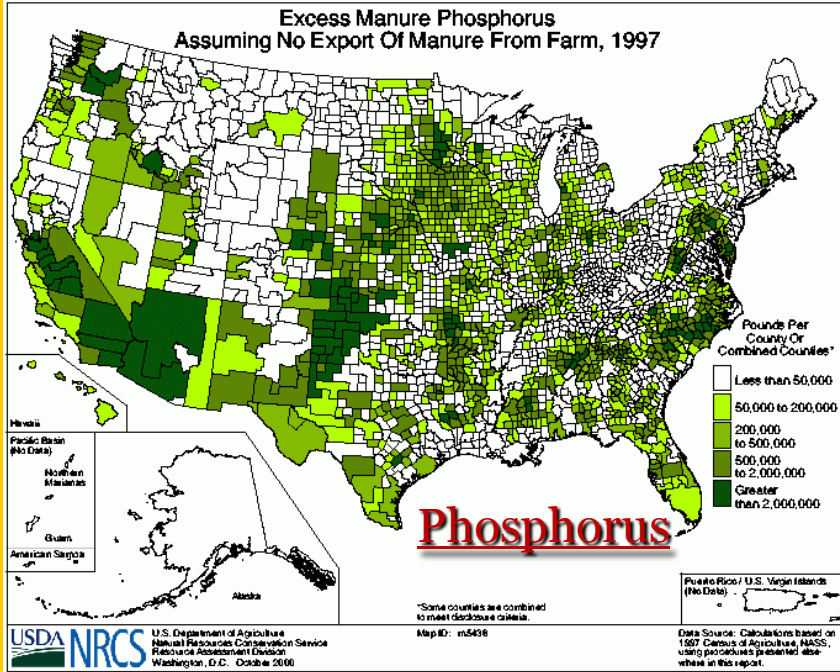 Excess Manure Phosphorus
Assuming No Export Of Manure From Farm, 1997
Pounds Per
County Or
Combined Counties*
Less than 50,000
50,000 to 200,000
200,000
to 500,000
500,000
to 2,000,000
Greater
than 2,000,000
Hawaii
Pacific Basin
(No Data)
Northern
Marianas
Guam
American Samoa
Alaska
Phosphorus
*Some counties are combined
to meet disclosure criteria.
Map ID: m5436
Puerto Rico / U.S. Virgin Islands
(No Data)
USDA NRCS
U.S. Department of Agriculture
Natural Resources Conservation Service
Resource Assessment Division
Washington, D.C. October 2000
Data Source: Calculations based on
1997 Census of Agriculture, NASS,
using procedures presented else-
where in this report.